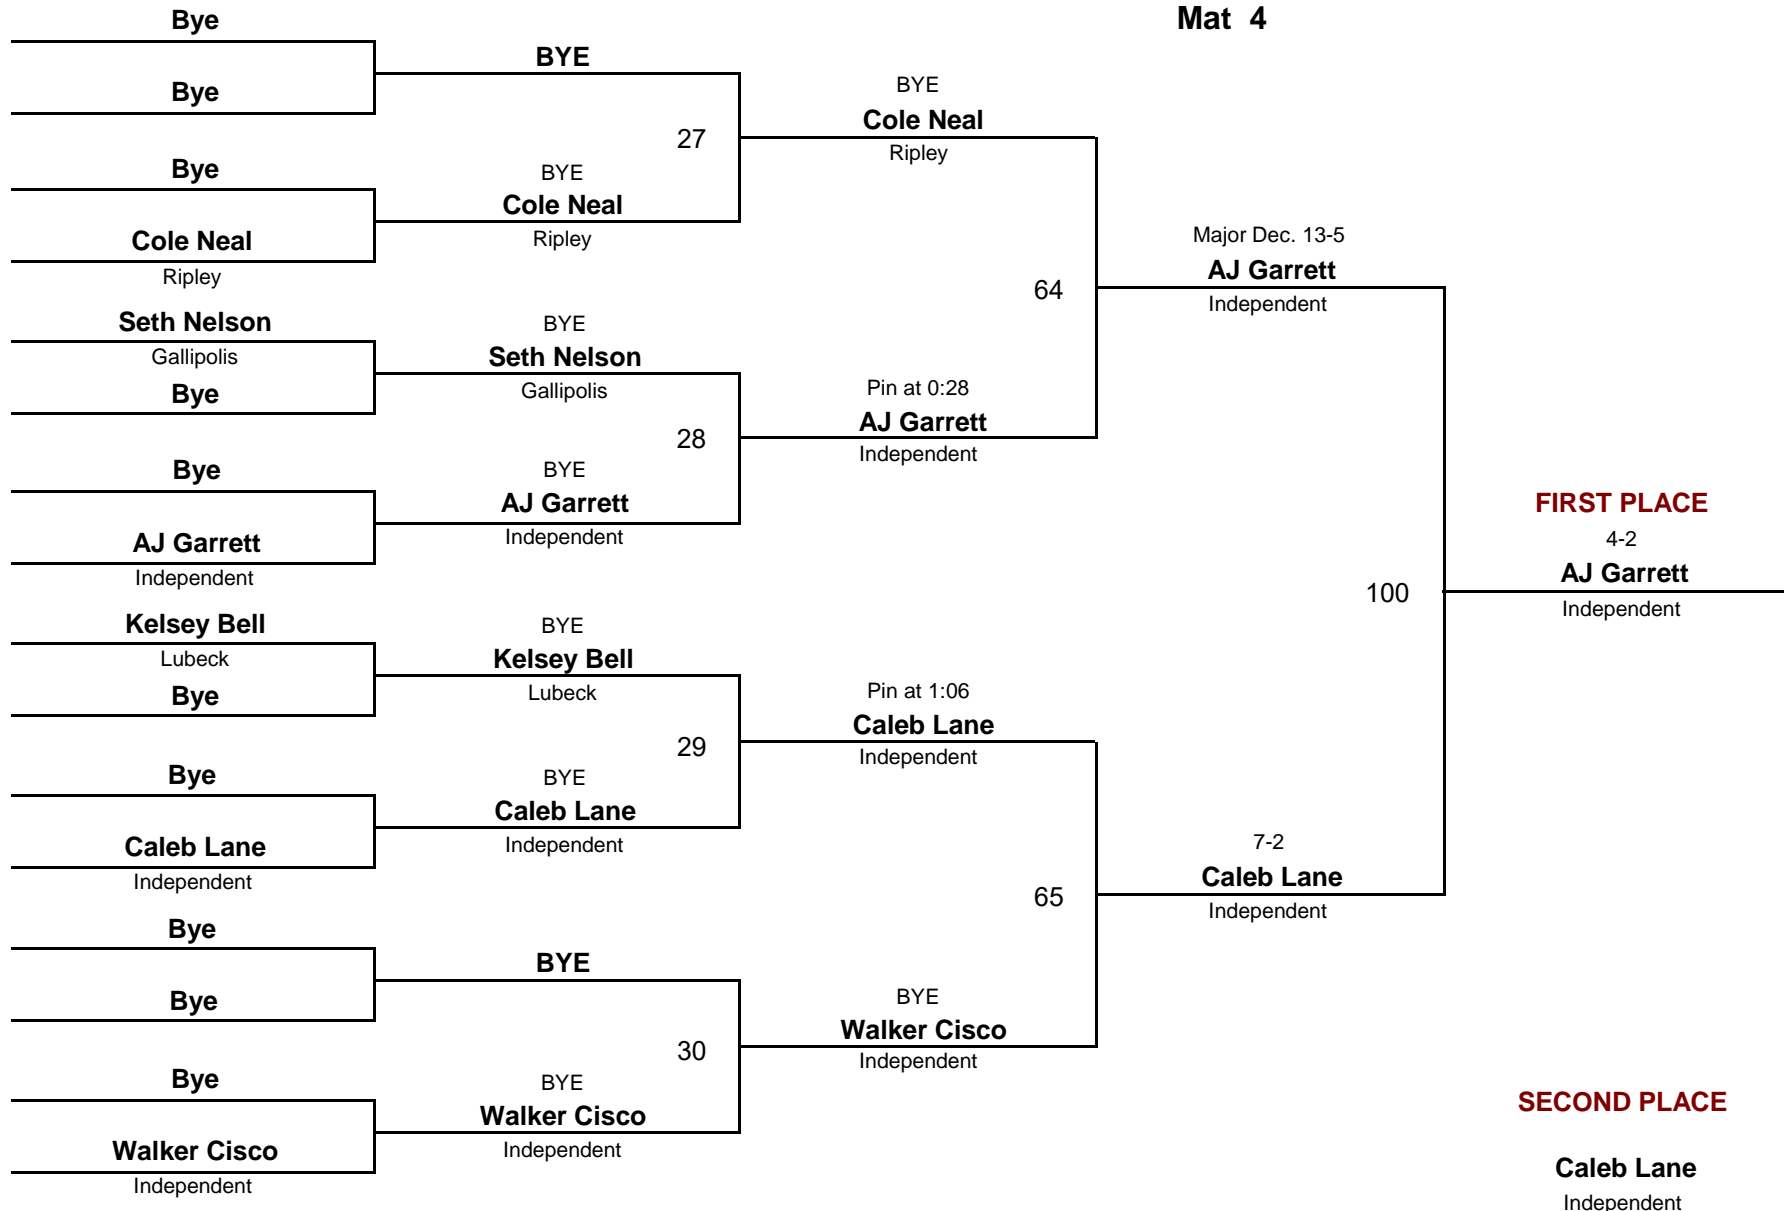 Mat 4
Bye
Bye
Bye
Cole Neal
Ripley
Seth Nelson
Gallipolis
Bye
Bye
AJ Garrett
Independent
Kelsey Bell
Lubeck
Bye
Bye
Caleb Lane
Independent
Bye
Bye
Bye
Walker Cisco
Independent
BYE
27
BYE
Cole Neal
Ripley
BYE
Seth Nelson
Gallipolis
28
BYE
AJ Garrett
Independent
BYE
Kelsey Bell
Lubeck
29
BYE
Caleb Lane
Independent
BYE
30
BYE
Walker Cisco
Independent
BYE
Cole Neal
Ripley
64
Pin at 0:28
AJ Garrett
Independent
Pin at 1:06
Caleb Lane
Independent
65
BYE
Walker Cisco
Independent
Major Dec. 13-5
AJ Garrett
Independent
100
7-2
Caleb Lane
Independent
FIRST PLACE
4-2
AJ Garrett
Independent
SECOND PLACE
Caleb Lane
Independent